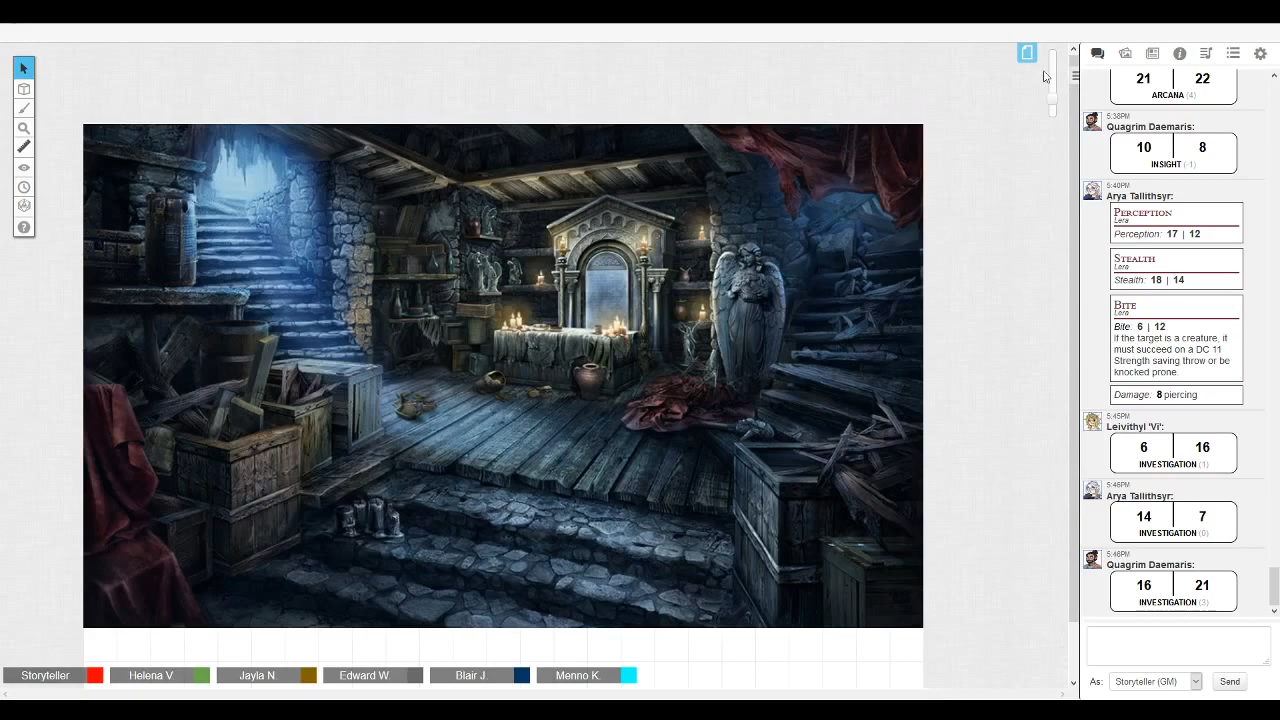 21 22
ARCANA (4)
5:38PM
Quagrim Daemaris:
10 8
INSIGHT (-1)
5:40PM
Arya Tallithsyr:
PERCEPTION
Lera
Perception: 17 | 12
STEALTH
Lera
Stealth: 18 | 14
BITE
Lera
Bite: 6 | 12
If the target is a creature, it
must succeed on a DC 11
Strength saving throw or be
knocked prone.
Damage: 8 piercing
5:45PM
Leivithyl 'Vi':
6 16
INVESTIGATION (1)
5:46PM
Arya Tallithsyr:
14 7
INVESTIGATION (0)
5:46PM
Quagrim Daemaris:
16 21
INVESTIGATION (3)
As: Storyteller (GM) Send
Storyteller Helena V. Jayla N. Edward W. Blair J. Menno K.